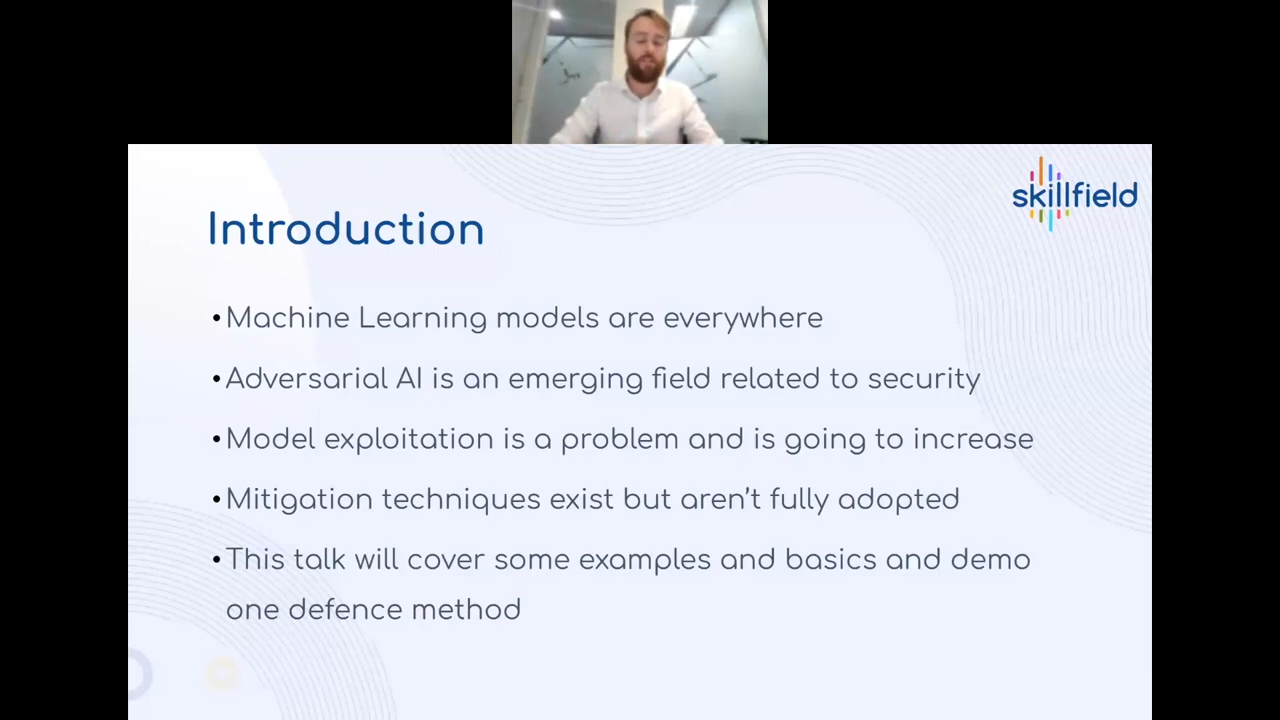 skillfield
Introduction
•Machine Learning models are everywhere
•Adversarial AI is an emerging field related to security
•Model exploitation is a problem and is going to increase
•Mitigation techniques exist but aren’t fully adopted
•This talk will cover some examples and basics and demo
one defence method